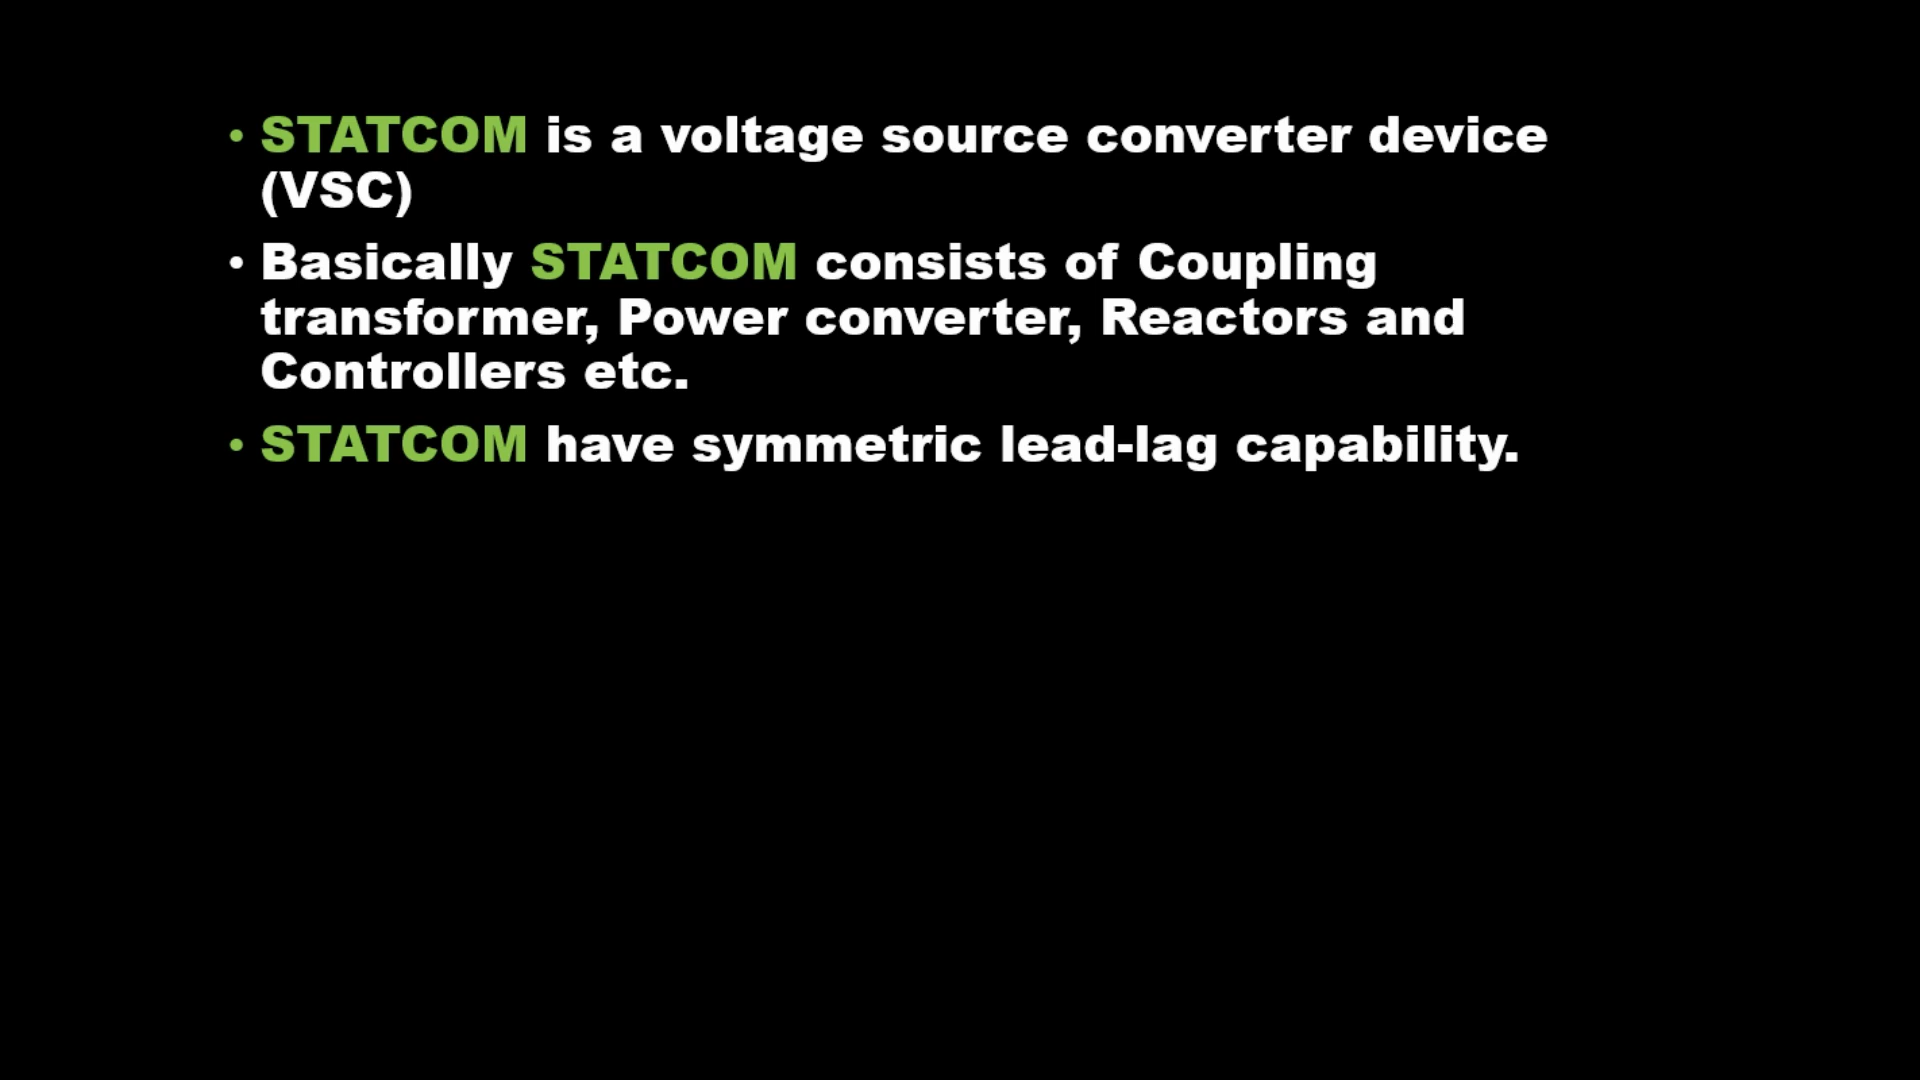 • STATCOM is a voltage source converter device
(VSC)
• Basically STATCOM consists of Coupling
transformer, Power converter, Reactors and
Controllers etc.
• STATCOM have symmetric lead-lag capability.